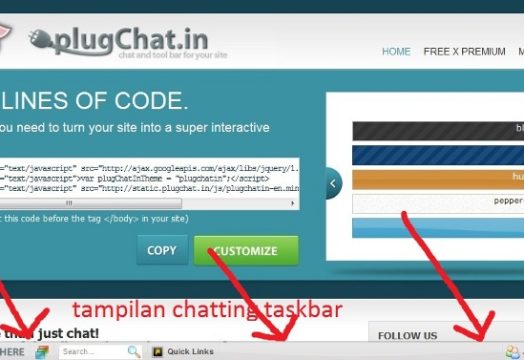 plugChat.in
chat and tool bar for your site
HOME FREE X PREMIUM M
LINES OF CODE.
ou need to turn your site into a super interactive
="text/javascript" src="http://ajax.googleapis.com/ajax/libs/jquery/1.
="text/javascript">var plugChatInTheme = "plugchatin";</script>
="text/javascript" src="http://static.plugchat.in/js/plugchatin-en.min
t this code before the tag </body> in your site)
COPY
CUSTOMIZE
bl
hu
pepper-
tampilan chatting taskbar
e than just chat!
FOLLOW US
HERE
Search...
Quick Links